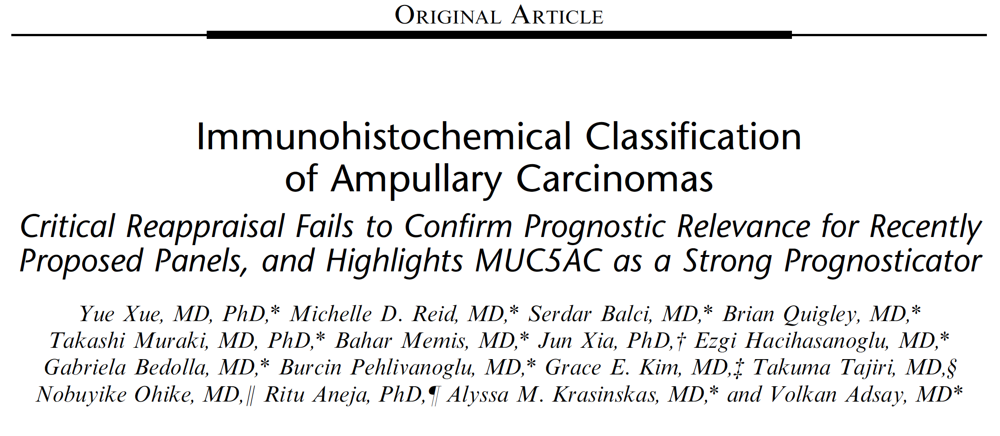 ORIGINAL ARTICLE
Immunohistochemical Classification
of Ampullary Carcinomas
Critical Reappraisal Fails to Confirm Prognostic Relevance for Recently
Proposed Panels, and Highlights MUC5AC as a Strong Prognosticator
Yue Xue, MD, PhD,* Michelle D. Reid, MD,* Serdar Balci, MD,* Brian Quigley, MD,*
Takashi Muraki, MD, PhD,* Bahar Memis, MD,* Jun Xia, PhD,† Ezgi Hacihasanoglu, MD,*
Gabriela Bedolla, MD,* Burcin Pehlivanoglu, MD,* Grace E. Kim, MD,‡ Takuma Tajiri, MD,§
Nobuyike Ohike, MD,∥ Ritu Aneja, PhD,¶ Alyssa M. Krasinskas, MD,* and Volkan Adsay, MD*